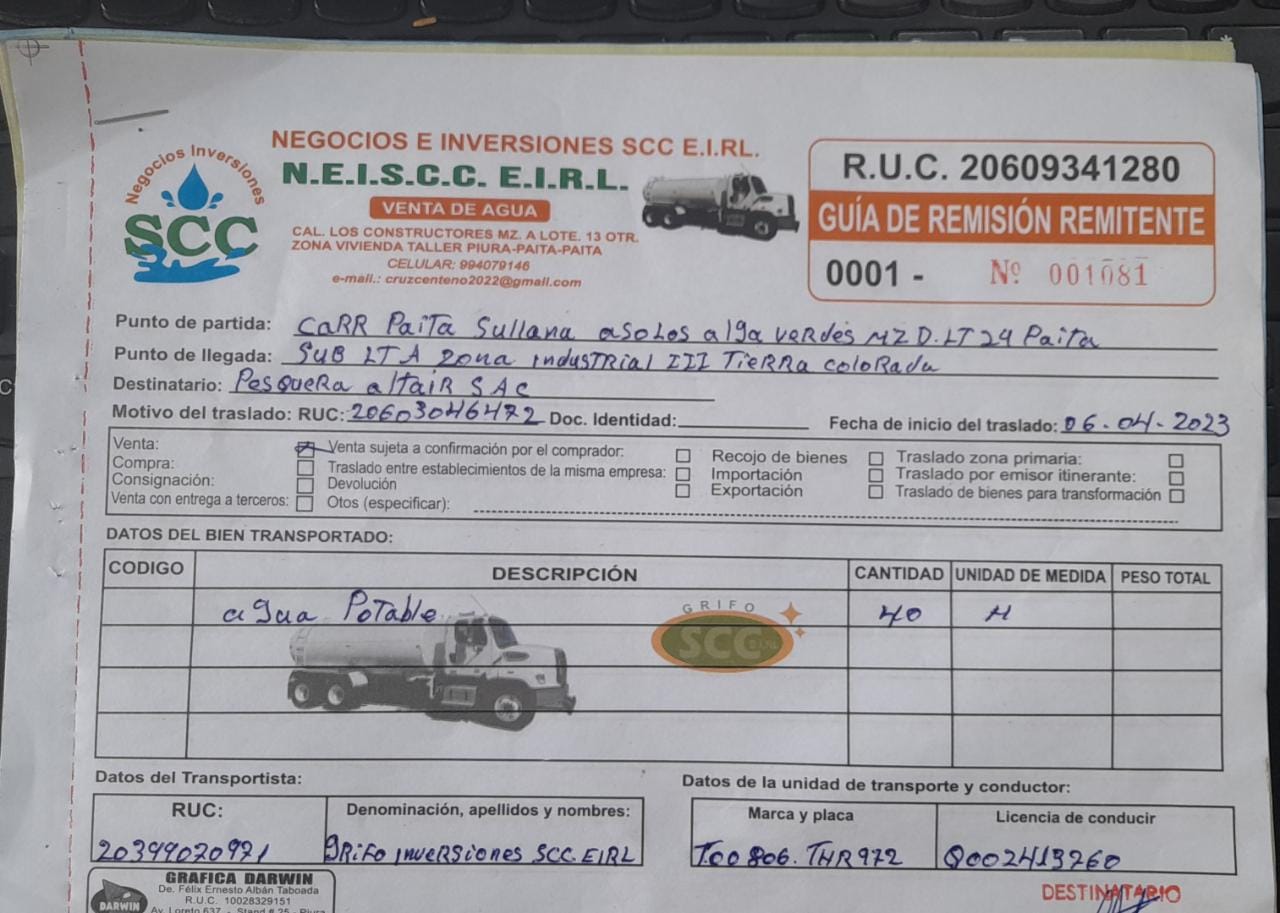 Negocios Inversiones
SCC
NEGOCIOS E INVERSIONES SCC E.I.RL.
N.E.I.S.C.C. E.I.R.L.
VENTA DE AGUA
CAL. LOS CONSTRUCTORES MZ. A LOTE. 13 OTR.
ZONA VIVIENDA TALLER PIURA-PAITA-PAITA
CELULAR: 994079146
e-mail.: cruzcenteno2022@gmail.com
R.U.C. 20609341280
GUÍA DE REMISIÓN REMITENTE
0001 - Nº 001081
Punto de partida: CARR Paita Sullana asolos alga verdes MZ D. LT 24 Paita
Punto de llegada: SUB LT A zona industrial III Tierra colorada
Destinatario: Pesquera altair SAC
Motivo del traslado: RUC: 20603046472 Doc. Identidad: Fecha de inicio del traslado: 06-04-2023
Venta: Venta sujeta a confirmación por el comprador: Recojo de bienes Traslado zona primaria:
Compra: Traslado entre establecimientos de la misma empresa: Importación Traslado por emisor itinerante:
Consignación: Devolución Exportación Traslado de bienes para transformación
Venta con entrega a terceros: Otos (especificar):
DATOS DEL BIEN TRANSPORTADO:
CODIGO DESCRIPCIÓN CANTIDAD UNIDAD DE MEDIDA PESO TOTAL
agua Potable 40
GRIFO
SCC E.I.RL
Datos del Transportista: Datos de la unidad de transporte y conductor:
RUC: Denominación, apellidos y nombres: Marca y placa Licencia de conducir
Grifo inversiones SCC. EIRL T00806. THR972 Q002413760
GRAFICA DARWIN
De. Félix Ernesto Albán Taboada
R.U.C. 10028329151
Av. Loreto 637 - Stand # 25 - Piura
DARWIN
DESTINATARIO